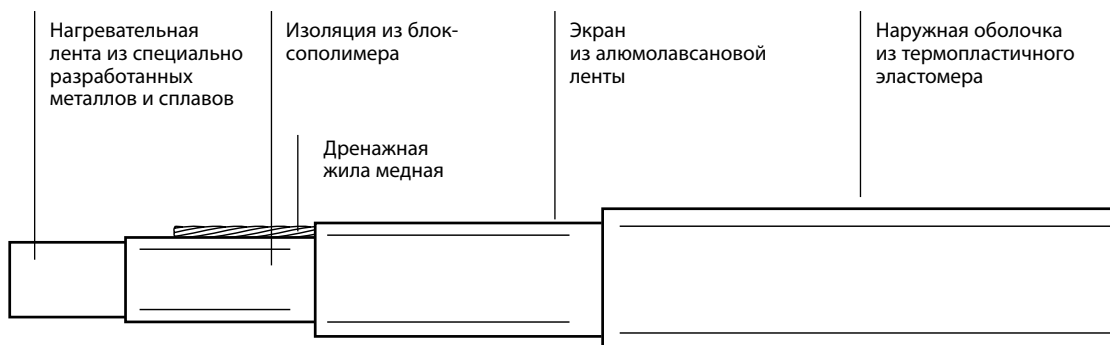 Нагревательная
лента из специально
разработанных
металлов и сплавов
Изоляция из блок-
сополимера
Дренажная
жила медная
Экран
из алюмолавсановой
ленты
Наружная оболочка
из термопластичного
эластомера